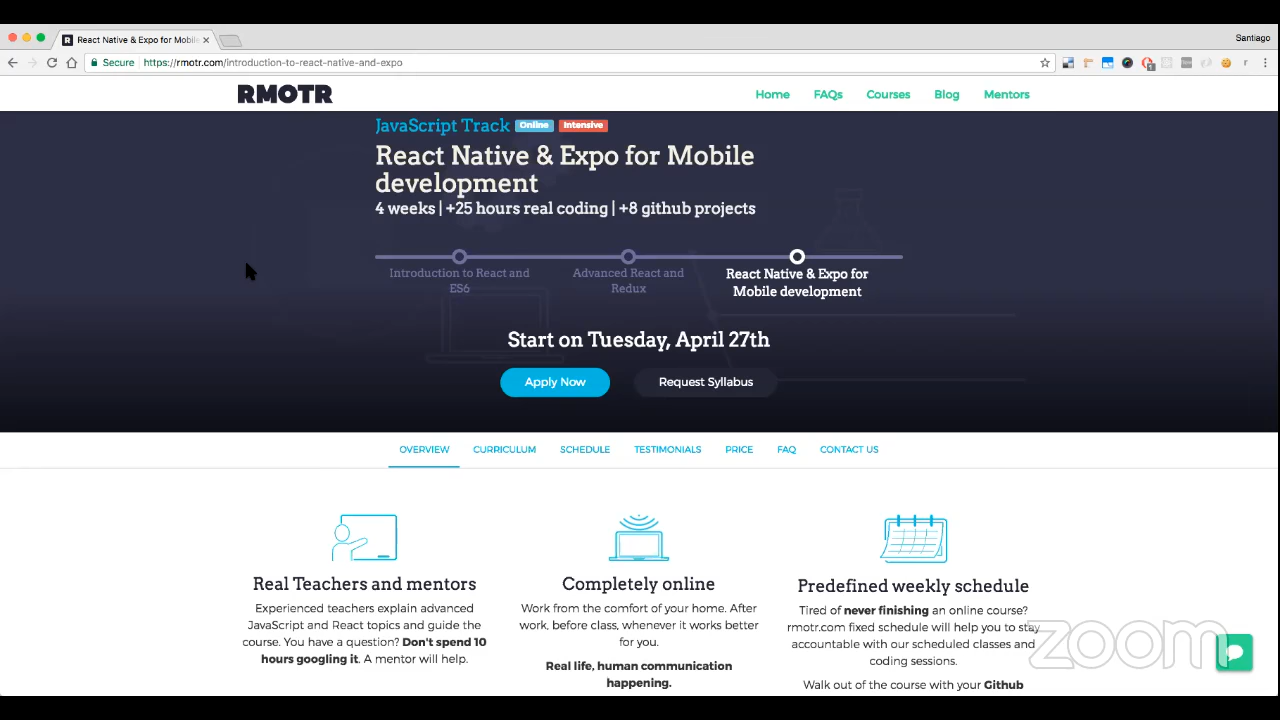 React Native & Expo for Mobile
Santiago
Secure https://rmotr.com/introduction-to-react-native-and-expo
RMOTR
Home FAQs Courses Blog Mentors
JavaScript Track Online Intensive
React Native & Expo for Mobile
development
4 weeks | +25 hours real coding | +8 github projects
Introduction to React and
ES6
Advanced React and
Redux
React Native & Expo for
Mobile development
Start on Tuesday, April 27th
Apply Now Request Syllabus
OVERVIEW CURRICULUM SCHEDULE TESTIMONIALS PRICE FAQ CONTACT US
Real Teachers and mentors
Experienced teachers explain advanced
JavaScript and React topics and guide the
course. You have a question? Don't spend 10
hours googling it. A mentor will help.
Completely online
Work from the comfort of your home. After
work, before class, whenever it works better
for you.
Real life, human communication
happening.
Predefined weekly schedule
Tired of never finishing an online course?
rmotr.com fixed schedule will help you to stay
accountable with our scheduled classes and
coding sessions.
Walk out of the course with your Github
zoom